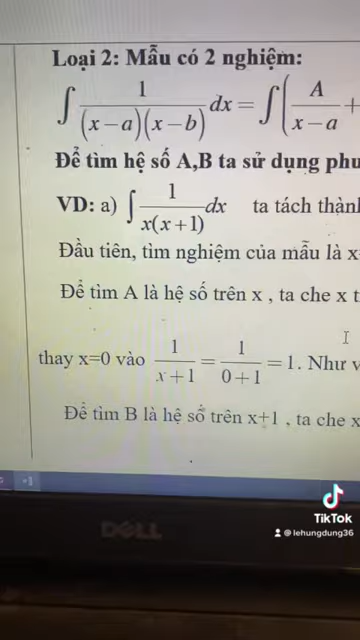 Loại 2: Mẫu có 2 nghiệm:
∫ 1/((x−a)(x−b)) dx = ∫( A/(x−a) +
Để tìm hệ số A,B ta sử dụng
VD: a) ∫ 1/(x(x+1)) dx ta tách
Đầu tiên, tìm nghiệm của mẫu là x
Để tìm A là hệ số trên x , ta che x
thay x=0 vào 1/(x+1) = 1/(0+1) = 1. Như
Để tìm B là hệ số trên x+1 , ta che x
DELL
TikTok
@lehungdung36